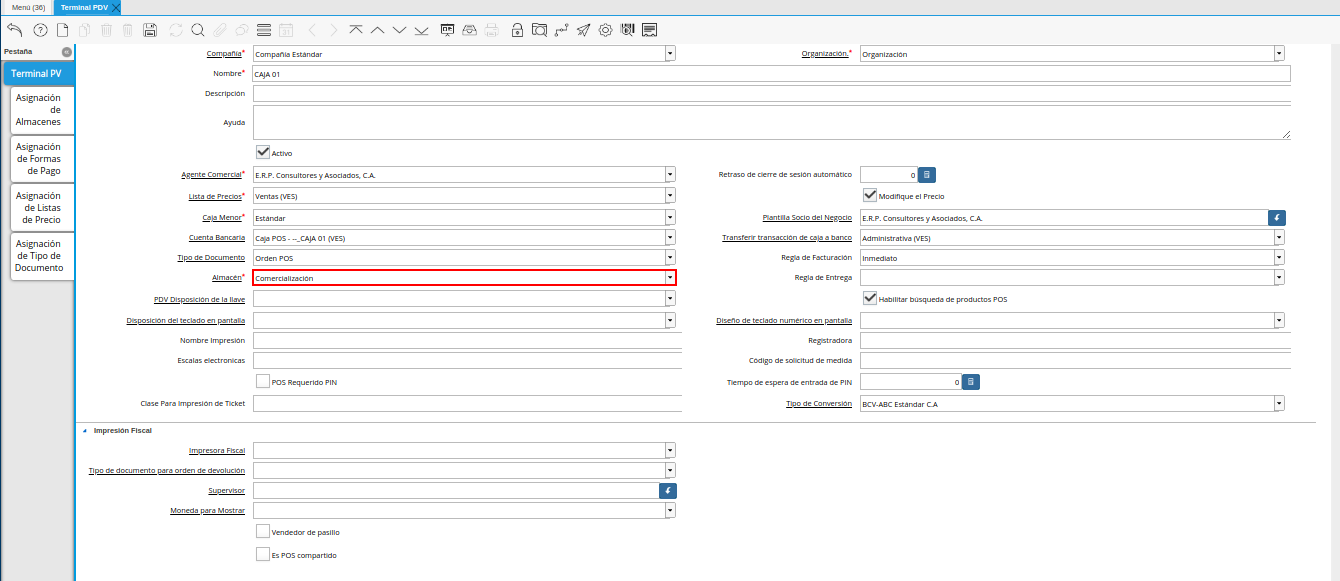 Menú (36) Terminal PDV
Pestaña
Terminal PV
Asignación
de
Almacenes
Asignación
de Formas
de Pago
Asignación
de Listas
de Precio
Asignación
de Tipo de
Documento
Compañía* Compañía Estándar Organización.* Organización
Nombre* CAJA 01
Descripción
Ayuda
Activo
Agente Comercial* E.R.P. Consultores y Asociados, C.A. Retraso de cierre de sesión automático 0
Lista de Precios* Ventas (VES) Modifique el Precio
Caja Menor* Estándar Plantilla Socio del Negocio E.R.P. Consultores y Asociados, C.A.
Cuenta Bancaria Caja POS - --_CAJA 01 (VES) Transferir transacción de caja a banco Administrativa (VES)
Tipo de Documento Orden POS Regla de Facturación Inmediato
Almacén* Comercialización Regla de Entrega
PDV Disposición de la llave Habilitar búsqueda de productos POS
Disposición del teclado en pantalla Diseño de teclado numérico en pantalla
Nombre Impresión Registradora
Escalas electronicas Código de solicitud de medida
POS Requerido PIN Tiempo de espera de entrada de PIN 0
Clase Para Impresión de Ticket Tipo de Conversión BCV-ABC Estándar C.A
Impresión Fiscal
Impresora Fiscal
Tipo de documento para orden de devolución
Supervisor
Moneda para Mostrar
Vendedor de pasillo
Es POS compartido